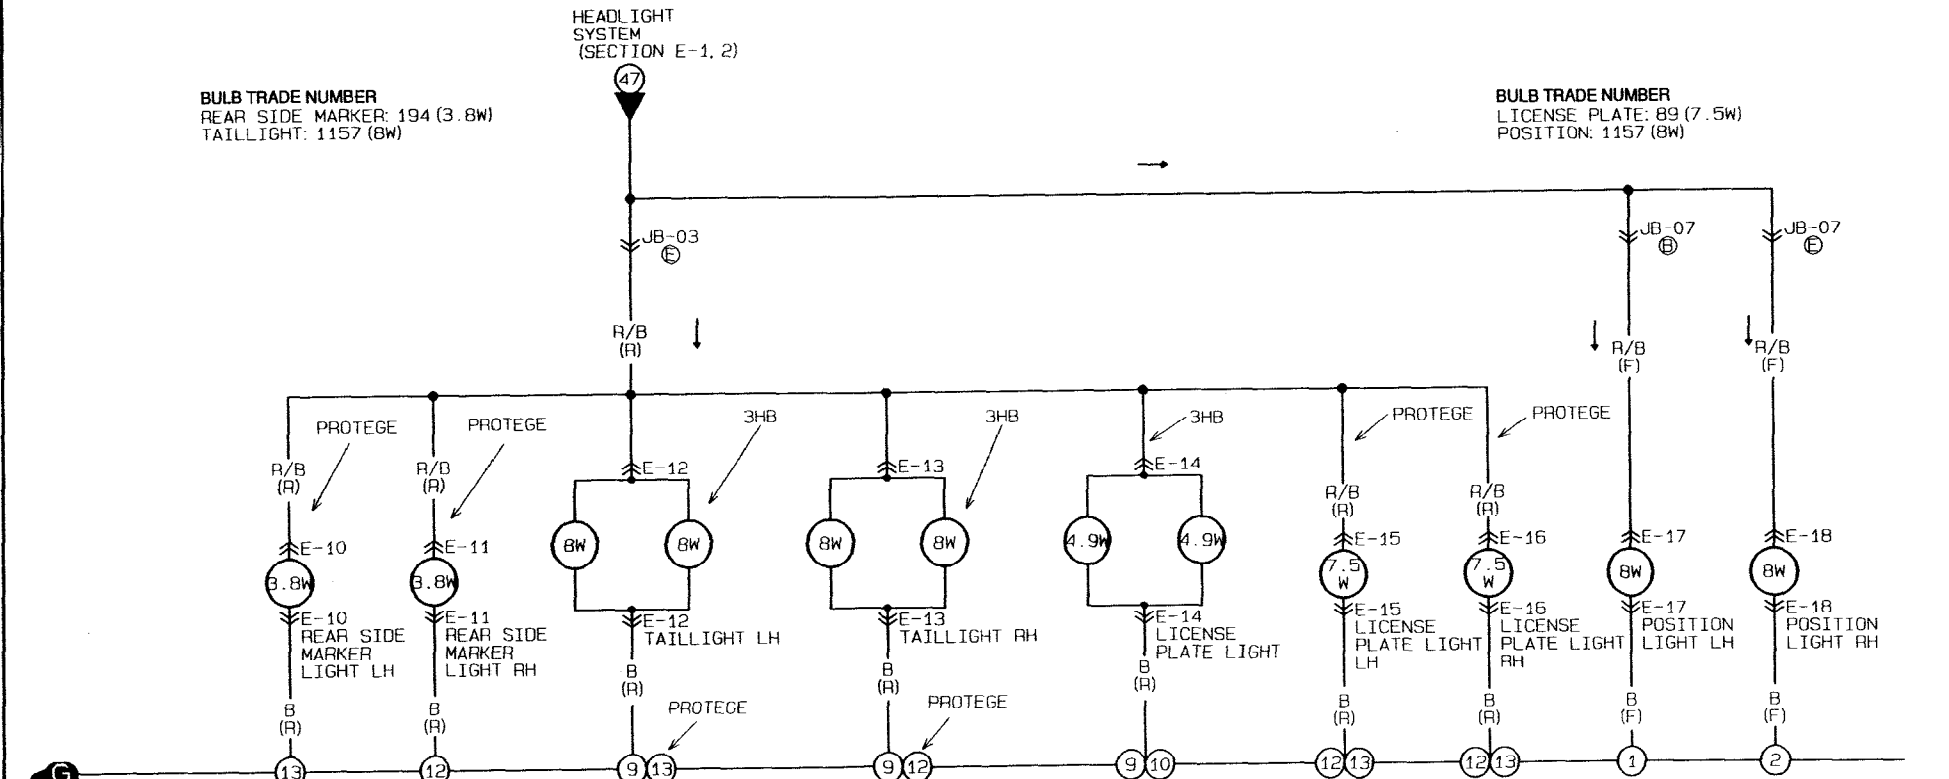 HEADLIGHT
SYSTEM
(SECTION E-1, 2)
47
BULB TRADE NUMBER
REAR SIDE MARKER: 194 (3.8W)
TAILLIGHT: 1157 (8W)
BULB TRADE NUMBER
LICENSE PLATE: 89 (7.5W)
POSITION: 1157 (8W)
JB-03
E
JB-07
B
JB-07
E
R/B
(R)
R/B
(F)
R/B
(F)
PROTEGE
PROTEGE
3HB
3HB
3HB
PROTEGE
PROTEGE
R/B
(R)
R/B
(R)
E-12
E-13
E-14
R/B
(R)
R/B
(R)
E-10
E-11
E-15
E-16
E-17
E-18
3.8W
3.8W
8W
8W
8W
8W
4.9W
4.9W
7.5
W
7.5
W
8W
8W
E-10
REAR SIDE
MARKER
LIGHT LH
E-11
REAR SIDE
MARKER
LIGHT RH
E-12
TAILLIGHT LH
E-13
TAILLIGHT RH
E-14
LICENSE
PLATE LIGHT
E-15
LICENSE
PLATE LIGHT
LH
E-16
LICENSE
PLATE LIGHT
RH
E-17
POSITION
LIGHT LH
E-18
POSITION
LIGHT RH
B
(R)
B
(R)
B
(R)
B
(R)
B
(R)
B
(R)
B
(R)
B
(F)
B
(F)
PROTEGE
PROTEGE
G
13
12
9 13
9 12
9 10
12 13
12 13
1
2